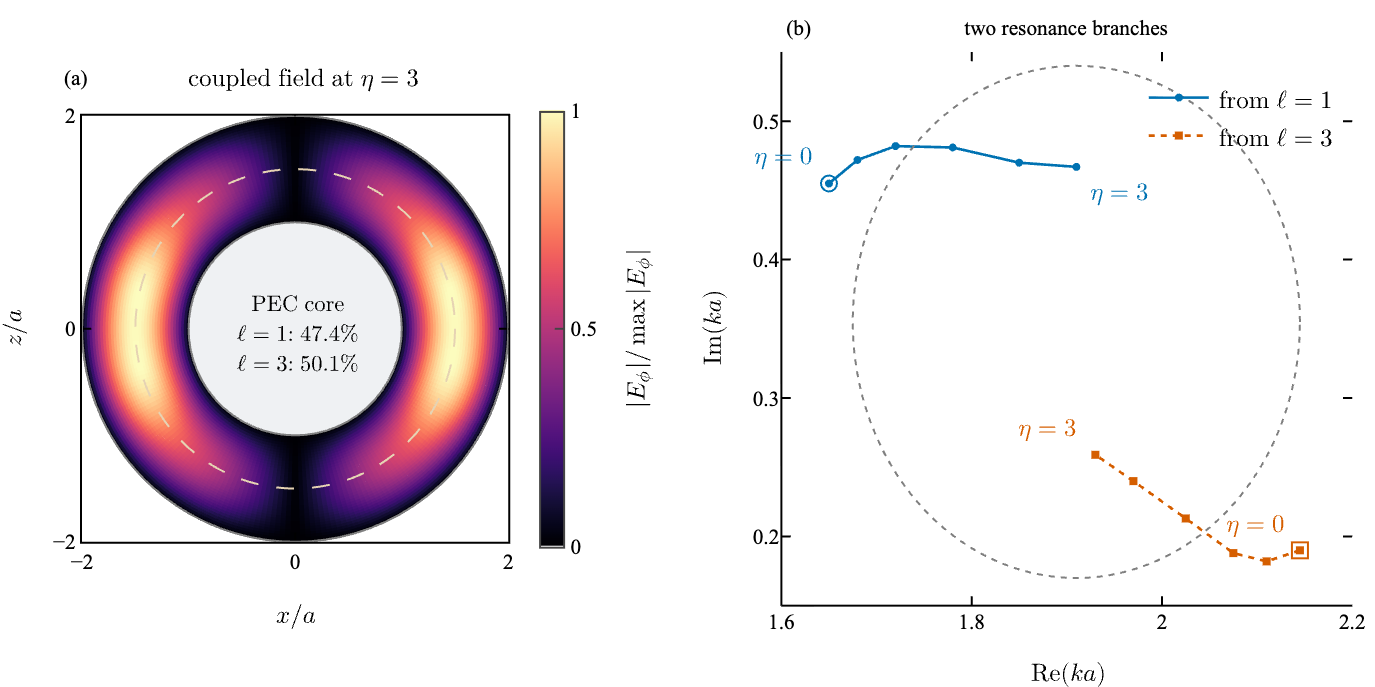 (a)
coupled field at η = 3
2
0
−2
−2
0
2
z/a
x/a
PEC core
ℓ = 1: 47.4%
ℓ = 3: 50.1%
1
0.5
0
|E_ϕ|/ max |E_ϕ|
(b)
two resonance branches
from ℓ = 1
from ℓ = 3
η = 0
η = 3
η = 3
η = 0
0.5
0.4
0.3
0.2
1.6
1.8
2
2.2
Im(ka)
Re(ka)